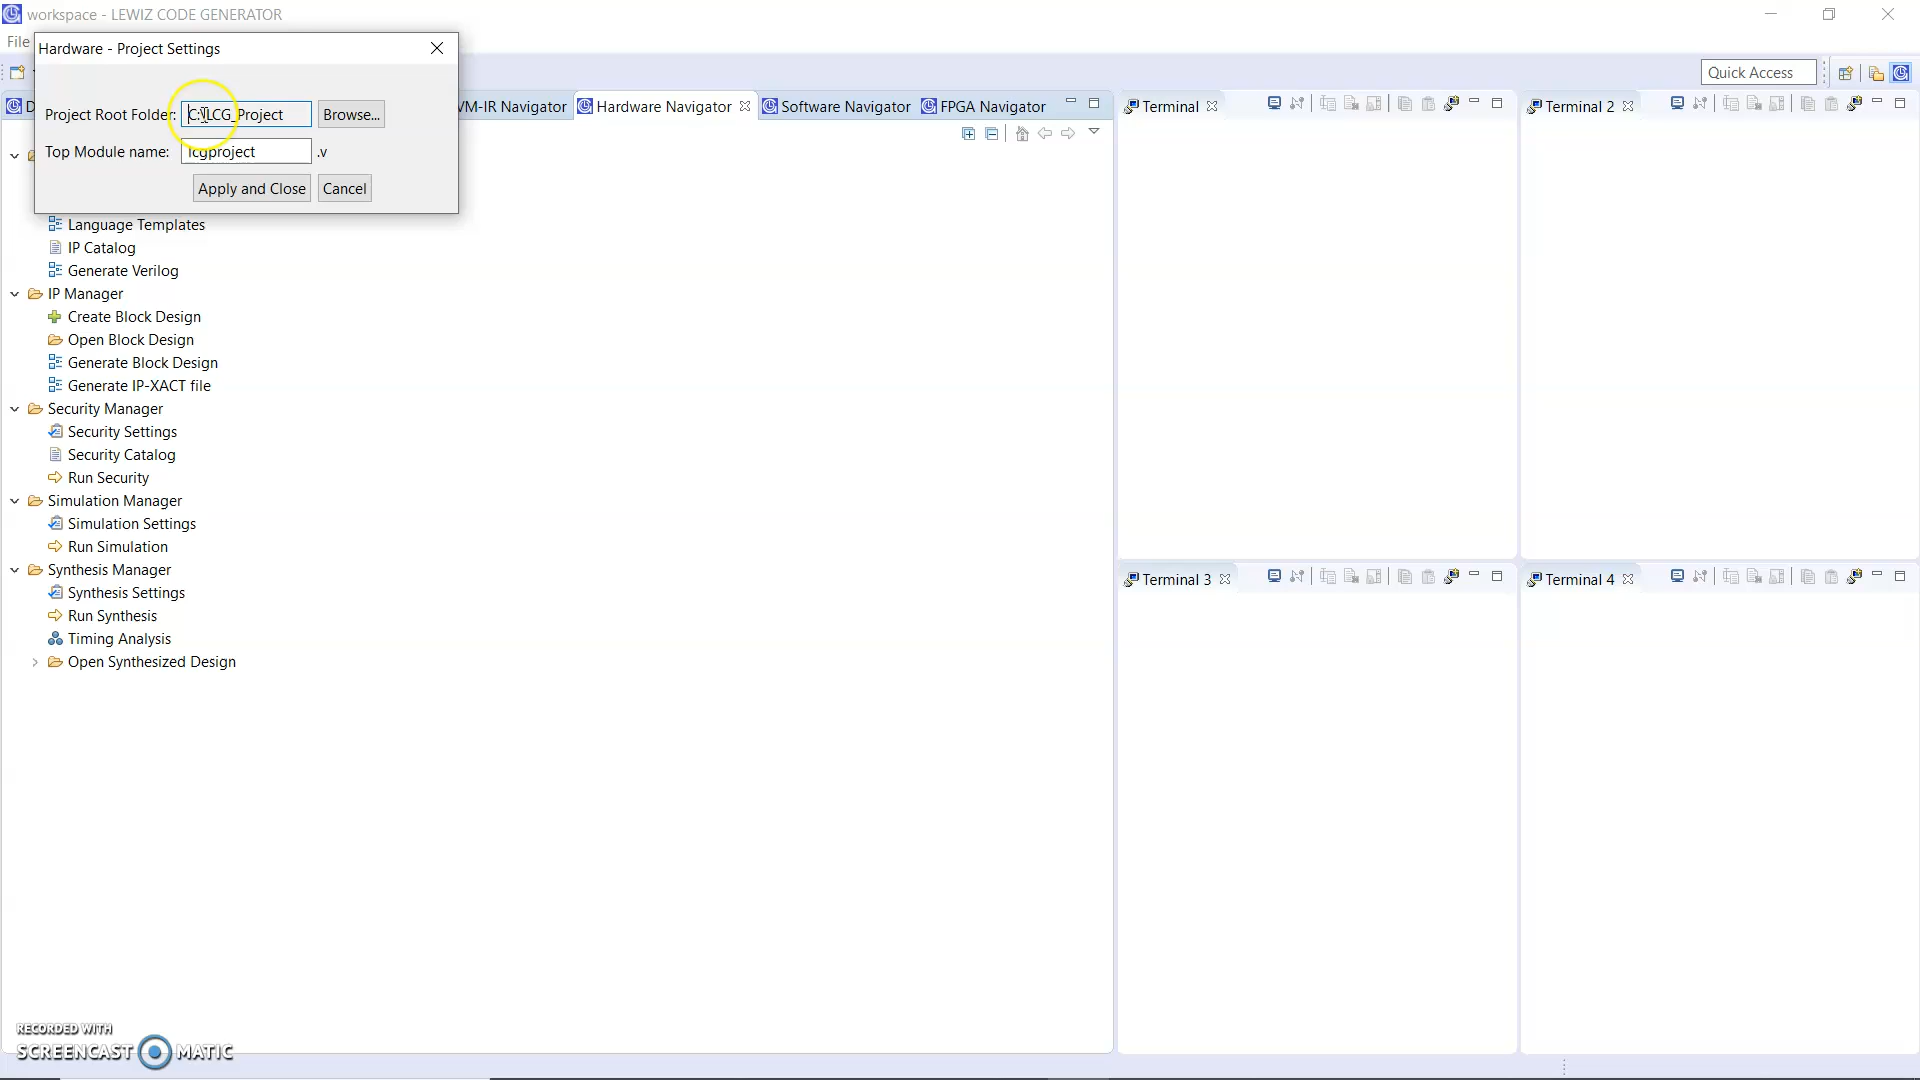 workspace - LEWIZ CODE GENERATOR
File
Hardware - Project Settings
Quick Access
Project Root Folder: C:\LCG_Project Browse...
Top Module name: lcgproject .v
Apply and Close Cancel
D
VM-IR Navigator
Hardware Navigator
Software Navigator
FPGA Navigator
Terminal
Terminal 2
Language Templates
IP Catalog
Generate Verilog
IP Manager
Create Block Design
Open Block Design
Generate Block Design
Generate IP-XACT file
Security Manager
Security Settings
Security Catalog
Run Security
Simulation Manager
Simulation Settings
Run Simulation
Synthesis Manager
Synthesis Settings
Run Synthesis
Timing Analysis
Open Synthesized Design
Terminal 3
Terminal 4
RECORDED WITH
SCREENCAST MATIC